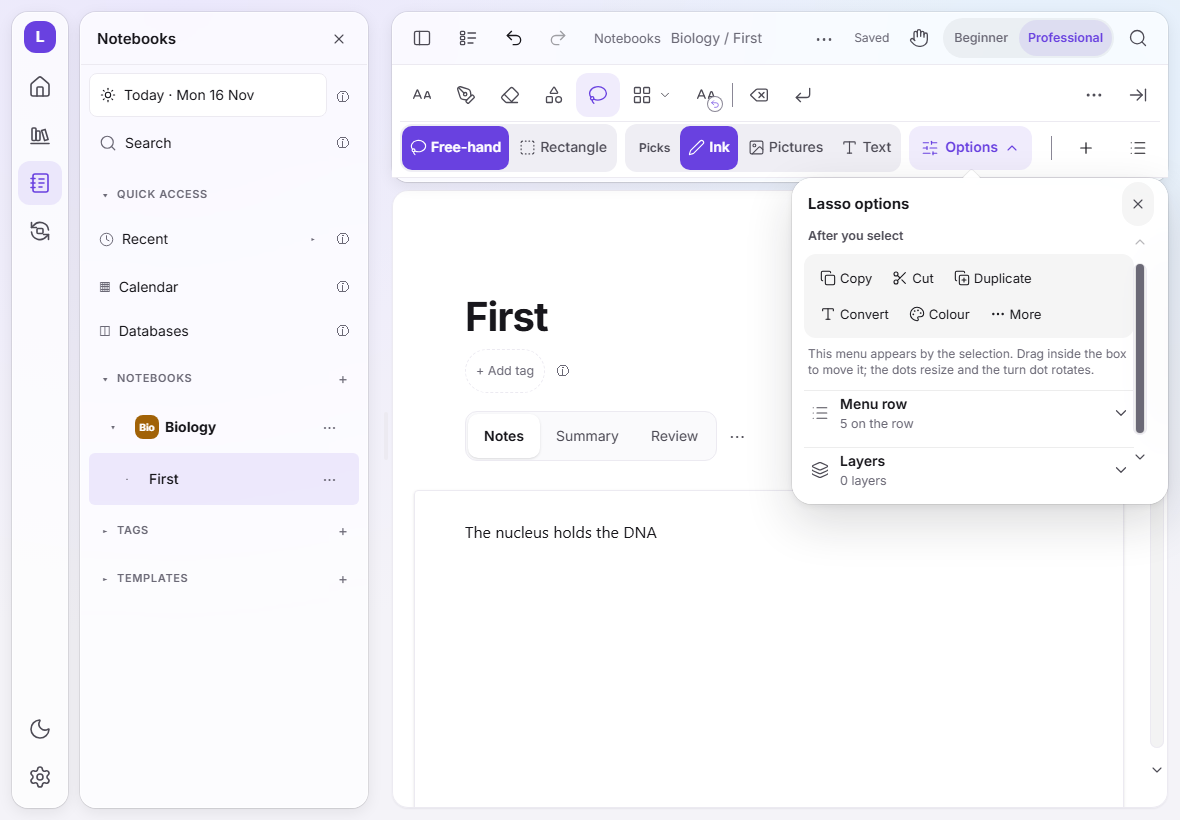 L
Notebooks
Today · Mon 16 Nov
Search
QUICK ACCESS
Recent
Calendar
Databases
NOTEBOOKS
Bio Biology
First
TAGS
TEMPLATES
Notebooks Biology / First
Saved
Beginner Professional
AA
AA
Free-hand Rectangle Picks Ink Pictures Text Options
Lasso options
After you select
Copy Cut Duplicate
Convert Colour More
This menu appears by the selection. Drag inside the box
to move it; the dots resize and the turn dot rotates.
Menu row
5 on the row
Layers
0 layers
First
+ Add tag
Notes Summary Review
The nucleus holds the DNA